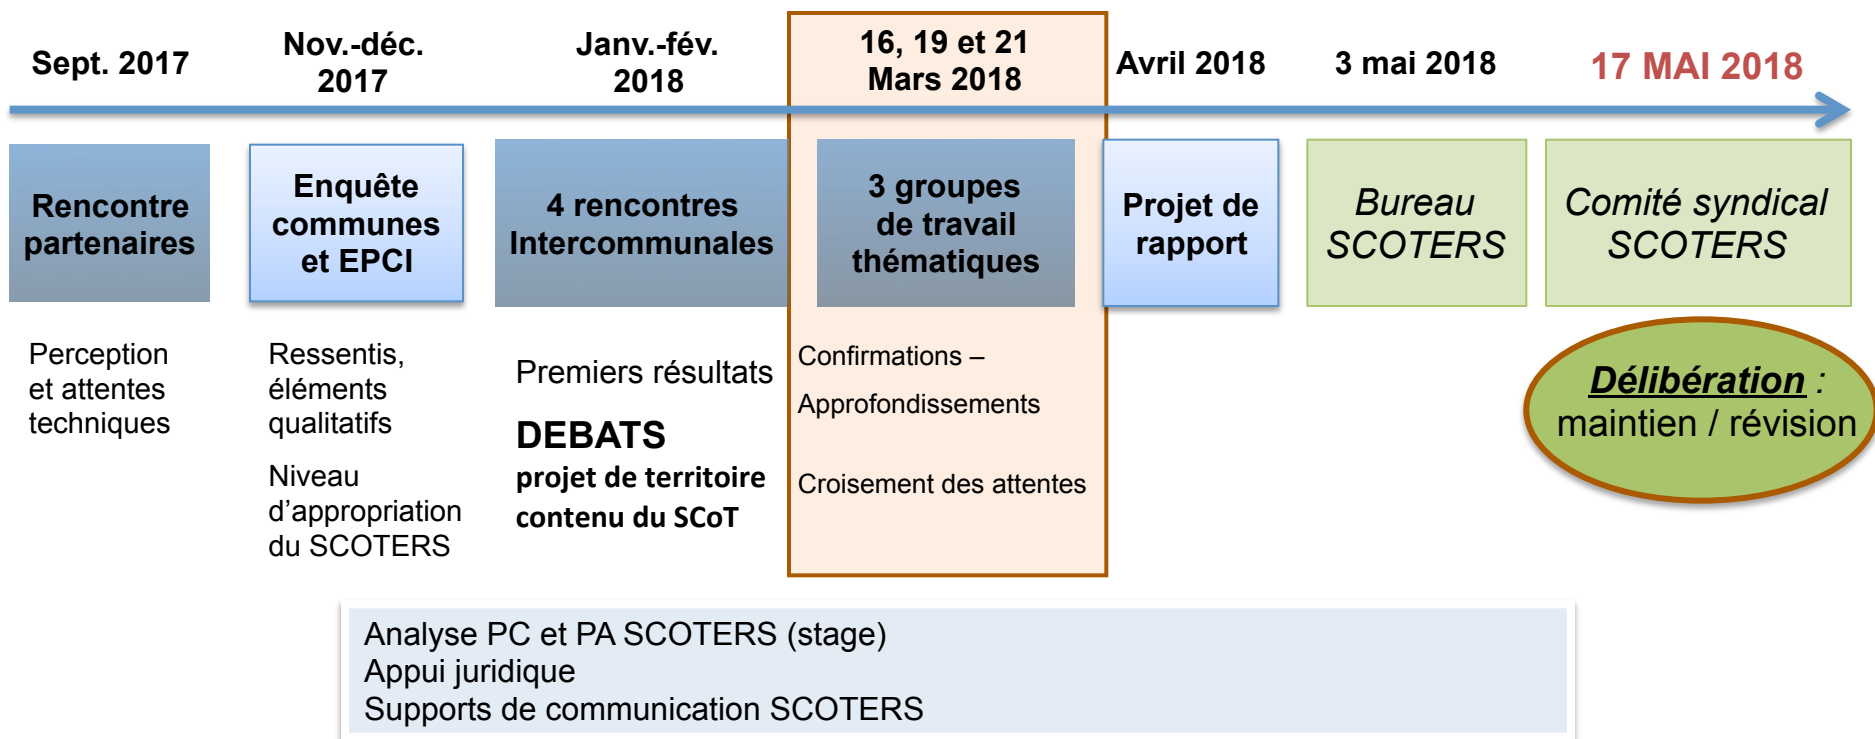 Sept. 2017
Nov.-déc.
2017
Janv.-fév.
2018
16, 19 et 21
Mars 2018
Avril 2018
3 mai 2018
17 MAI 2018
Rencontre
partenaires
Enquête
communes
et EPCI
4 rencontres
Intercommunales
3 groupes
de travail
thématiques
Projet de
rapport
Bureau
SCOTERS
Comité syndical
SCOTERS
Perception
et attentes
techniques
Ressentis,
éléments
qualitatifs
Niveau
d’appropriation
du SCOTERS
Premiers résultats
DEBATS
projet de territoire
contenu du SCoT
Confirmations –
Approfondissements
Croisement des attentes
Délibération :
maintien / révision
Analyse PC et PA SCOTERS (stage)
Appui juridique
Supports de communication SCOTERS